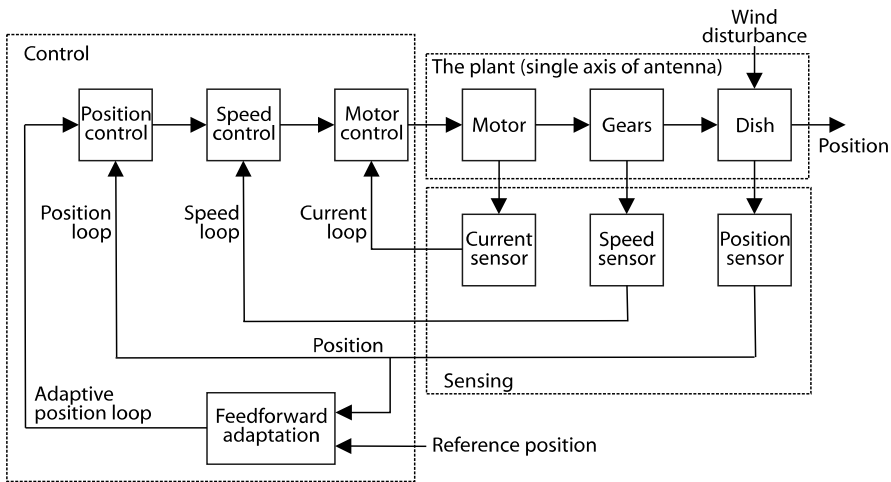 Wind
disturbance
Control
The plant (single axis of antenna)
Position
control
Speed
control
Motor
control
Motor
Gears
Dish
Position
Position
loop
Speed
loop
Current
loop
Current
sensor
Speed
sensor
Position
sensor
Position
Sensing
Adaptive
position loop
Feedforward
adaptation
Reference position